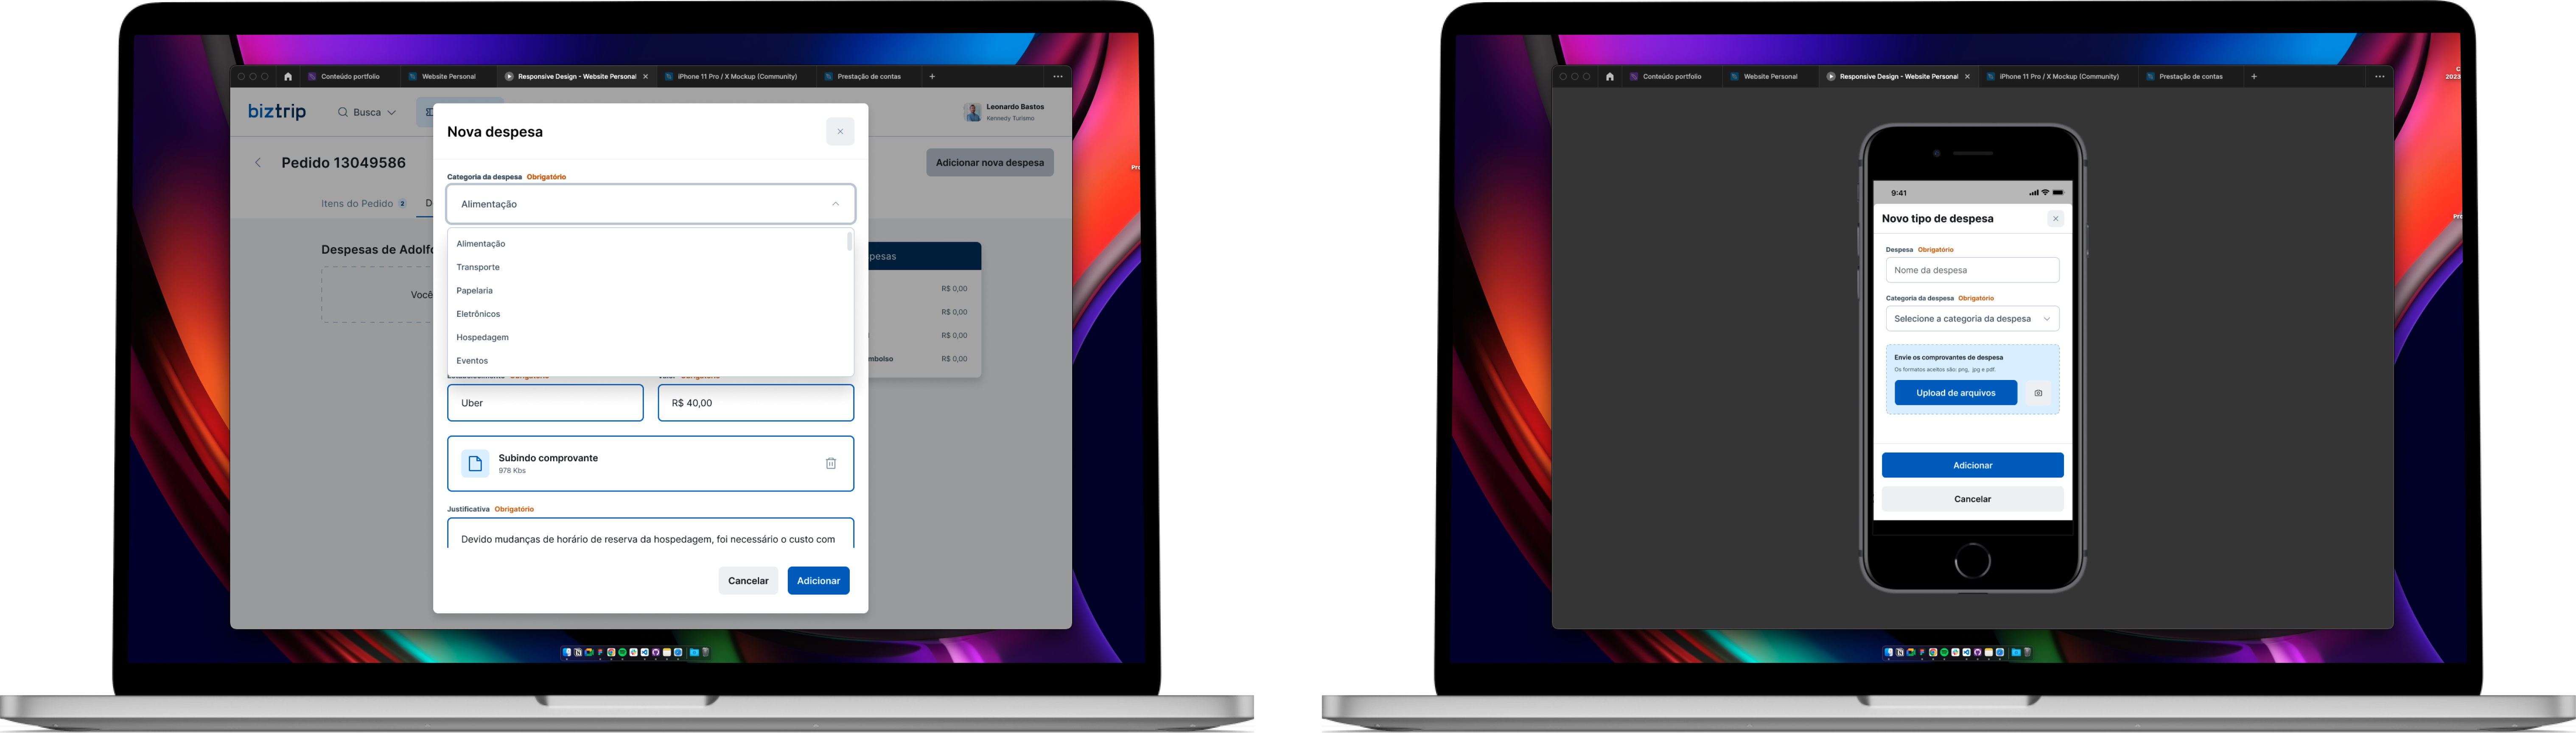 Conteúdo portfolio
Website Personal
Responsive Design - Website Personal
iPhone 11 Pro / X Mockup (Community)
Prestação de contas
biztrip
Busca
Leonardo Bastos
Kennedy Turismo
Pedido 13049586
Adicionar nova despesa
Itens do Pedido 2
D
Despesas de Adolfo
Você
pesas
R$ 0,00
R$ 0,00
R$ 0,00
mbolso R$ 0,00
Nova despesa
Categoria da despesa Obrigatório
Alimentação
Alimentação
Transporte
Papelaria
Eletrônicos
Hospedagem
Eventos
Uber
R$ 40,00
Subindo comprovante
978 Kbs
Justificativa Obrigatório
Devido mudanças de horário de reserva da hospedagem, foi necessário o custo com
Cancelar
Adicionar
Pro
Conteúdo portfolio
Website Personal
Responsive Design - Website Personal
iPhone 11 Pro / X Mockup (Community)
Prestação de contas
C
2023
Pro
9:41
Novo tipo de despesa
Despesa Obrigatório
Nome da despesa
Categoria da despesa Obrigatório
Selecione a categoria da despesa
Envie os comprovantes de despesa
Os formatos aceitos são: png, jpg e pdf.
Upload de arquivos
Adicionar
Cancelar